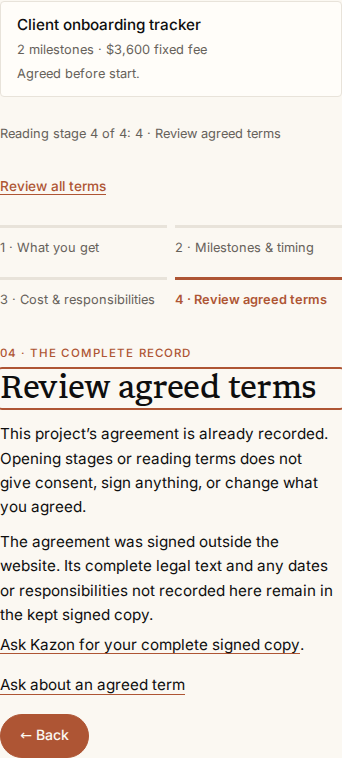 Client onboarding tracker
2 milestones · $3,600 fixed fee
Agreed before start.
Reading stage 4 of 4: 4 · Review agreed terms
Review all terms
1 · What you get
2 · Milestones & timing
3 · Cost & responsibilities
4 · Review agreed terms
04 · THE COMPLETE RECORD
Review agreed terms
This project’s agreement is already recorded.
Opening stages or reading terms does not
give consent, sign anything, or change what
you agreed.
The agreement was signed outside the
website. Its complete legal text and any dates
or responsibilities not recorded here remain in
the kept signed copy.
Ask Kazon for your complete signed copy.
Ask about an agreed term
← Back